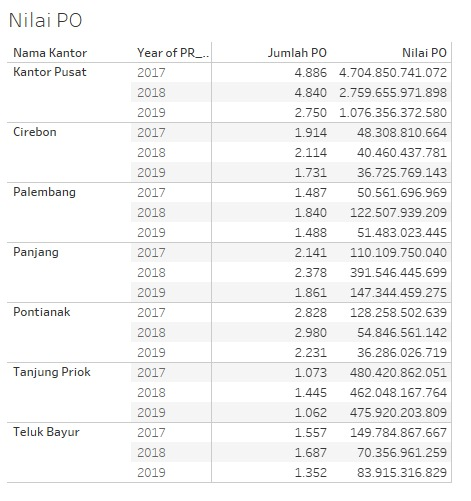 Nilai PO
Nama Kantor Year of PR_.. Jumlah PO Nilai PO
Kantor Pusat 2017 4.886 4.704.850.741.072
2018 4.840 2.759.655.971.898
2019 2.750 1.076.356.372.580
Cirebon 2017 1.914 48.308.810.664
2018 2.114 40.460.437.781
2019 1.731 36.725.769.143
Palembang 2017 1.487 50.561.696.969
2018 1.840 122.507.939.209
2019 1.488 51.483.023.445
Panjang 2017 2.141 110.109.750.040
2018 2.378 391.546.445.699
2019 1.861 147.344.459.275
Pontianak 2017 2.828 128.258.502.639
2018 2.980 54.846.561.142
2019 2.231 36.286.026.719
Tanjung Priok 2017 1.073 480.420.862.051
2018 1.445 462.048.167.764
2019 1.062 475.920.203.809
Teluk Bayur 2017 1.557 149.784.867.667
2018 1.687 70.356.961.259
2019 1.352 83.915.316.829